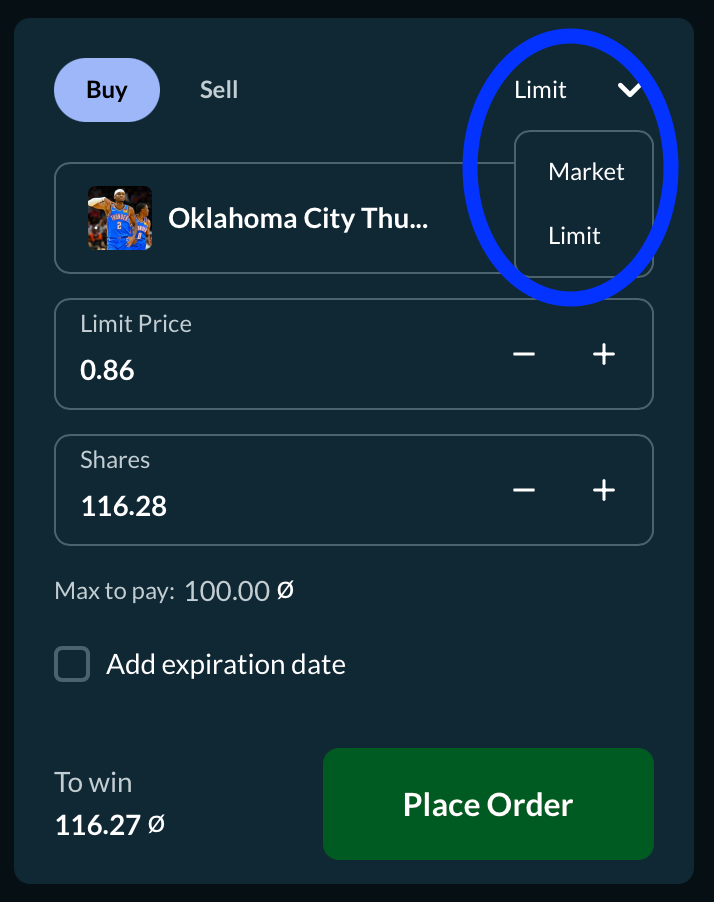 Buy
Sell
Limit
Market
Limit
Oklahoma City Thu...
Limit Price
0.86
Shares
116.28
Max to pay: 100.00 Ø
Add expiration date
To win
116.27 Ø
Place Order